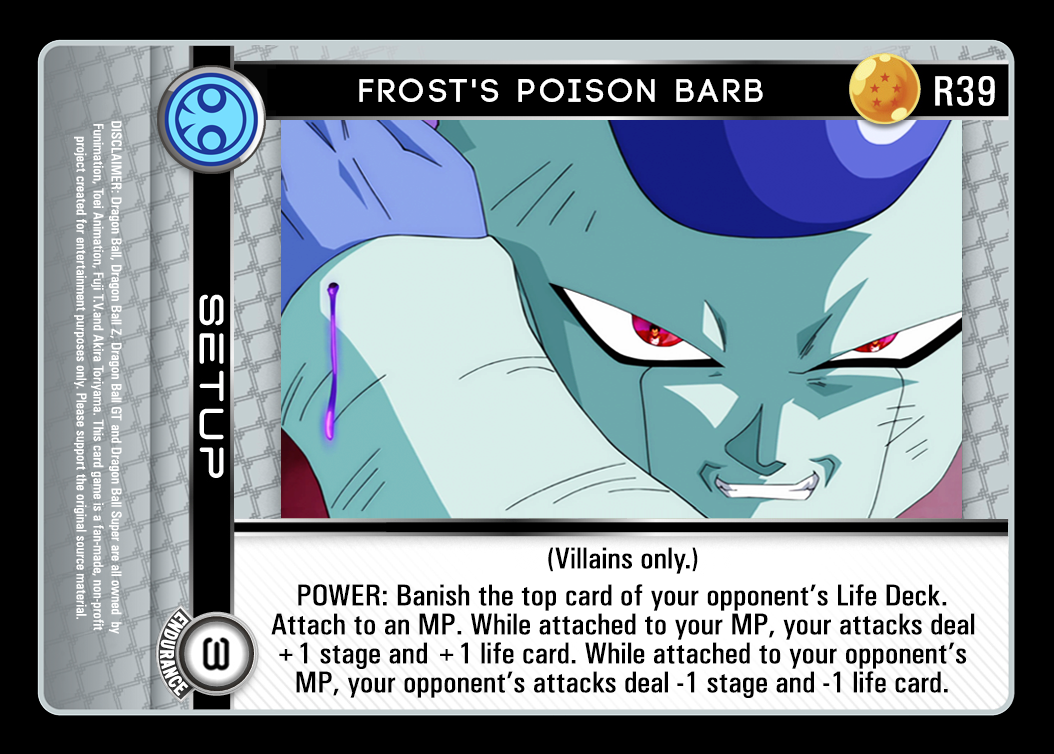 FROST'S POISON BARB
R39
DISCLAIMER: Dragon Ball, Dragon Ball Z, Dragon Ball GT and Dragon Ball Super are all owned by
Funimation, Toei Animation, Fuji T.V.and Akira Toriyama. This card game is a fan-made, non-profit
project created for entertainment purposes only. Please support the original source material.
SETUP
(Villains only.)
POWER: Banish the top card of your opponent’s Life Deck.
Attach to an MP. While attached to your MP, your attacks deal
+1 stage and +1 life card. While attached to your opponent’s
MP, your opponent’s attacks deal -1 stage and -1 life card.
ENDURANCE
3